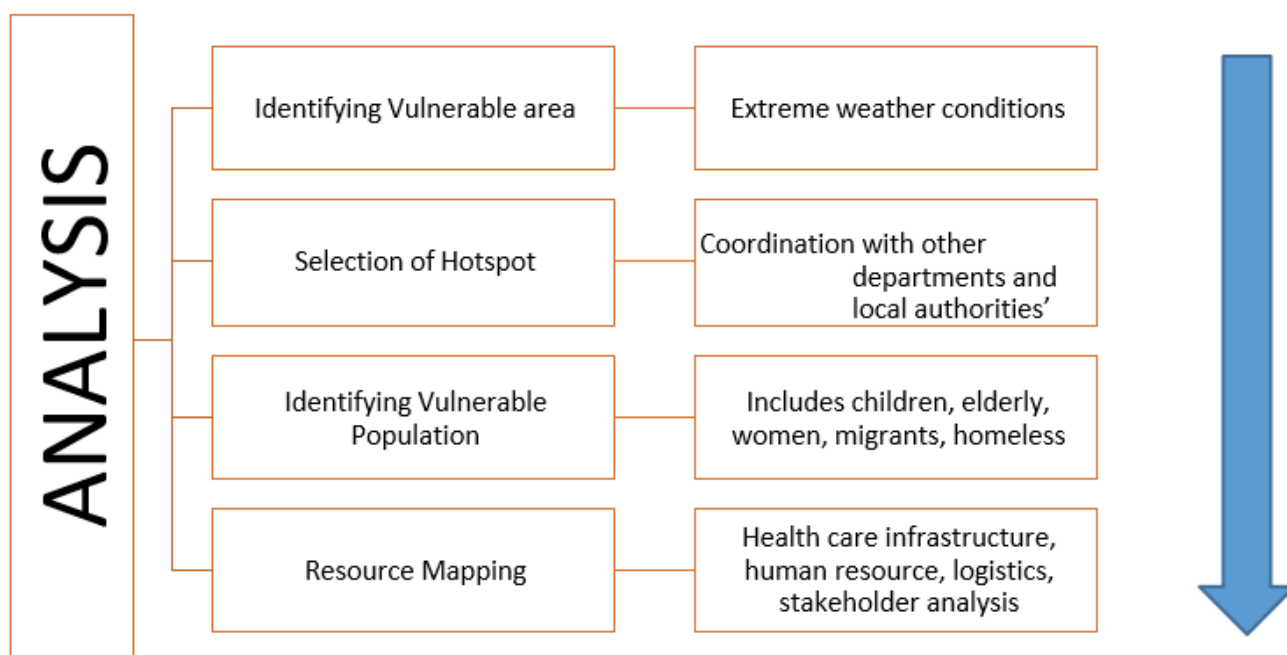 ANALYSIS
Identifying Vulnerable area
Extreme weather conditions
Selection of Hotspot
Coordination with other
departments and
local authorities’
Identifying Vulnerable
Population
Includes children, elderly,
women, migrants, homeless
Resource Mapping
Health care infrastructure,
human resource, logistics,
stakeholder analysis